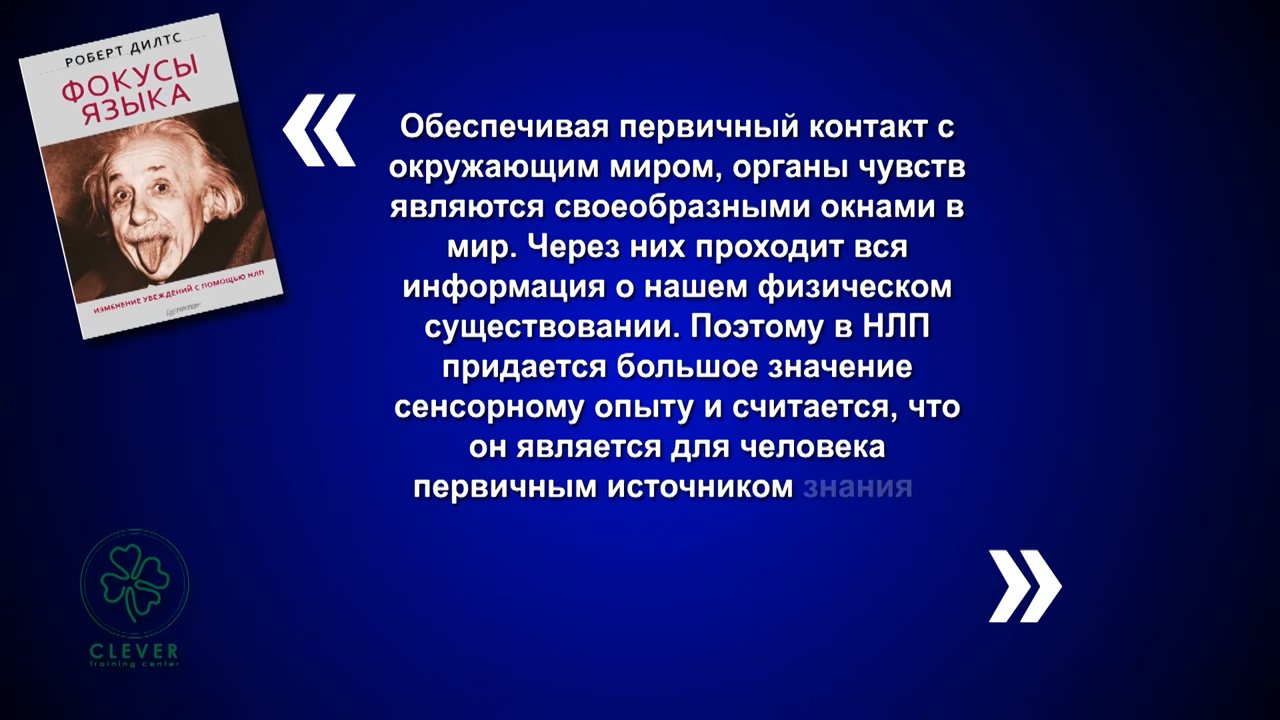 РОБЕРТ ДИЛТС
ФОКУСЫ
ЯЗЫКА
ИЗМЕНЕНИЕ УБЕЖДЕНИЙ С ПОМОЩЬЮ НЛП
«
Обеспечивая первичный контакт с
окружающим миром, органы чувств
являются своеобразными окнами в
мир. Через них проходит вся
информация о нашем физическом
существовании. Поэтому в НЛП
придается большое значение
сенсорному опыту и считается, что
он является для человека
первичным источником знания
»
CLEVER
training center